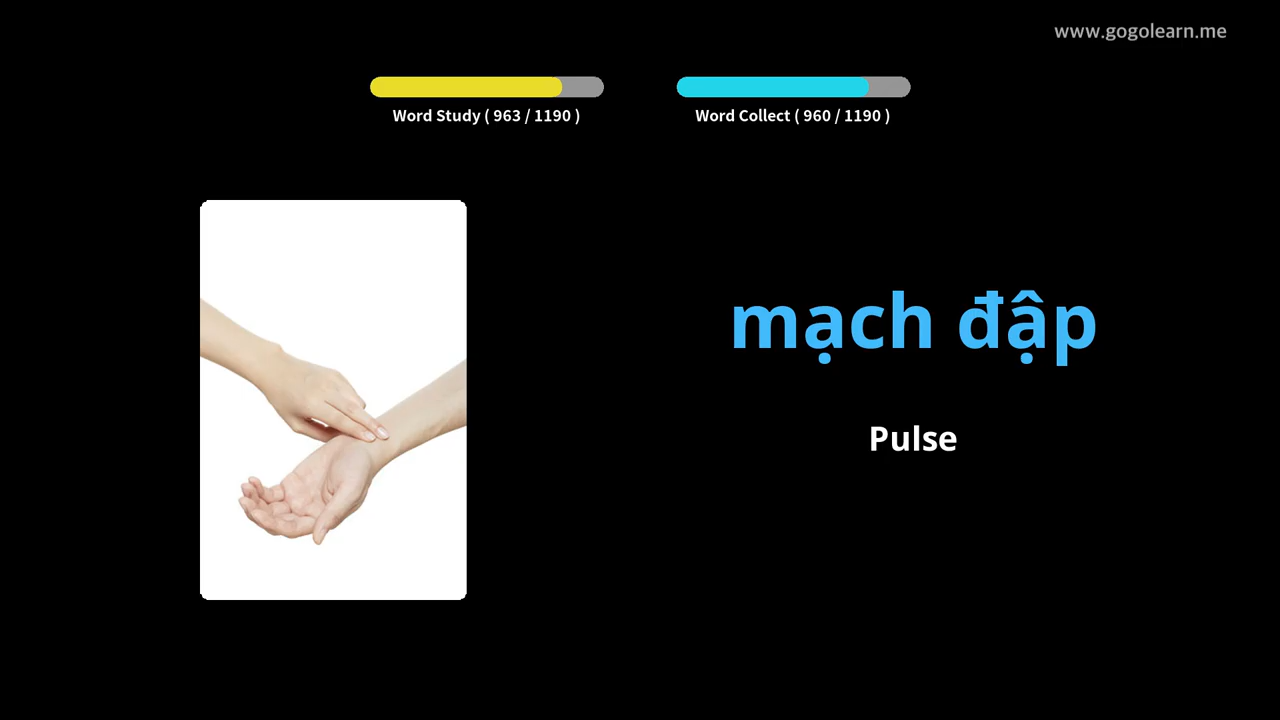 www.gogolearn.me
Word Study ( 963 / 1190 )
Word Collect ( 960 / 1190 )
mạch đập
Pulse